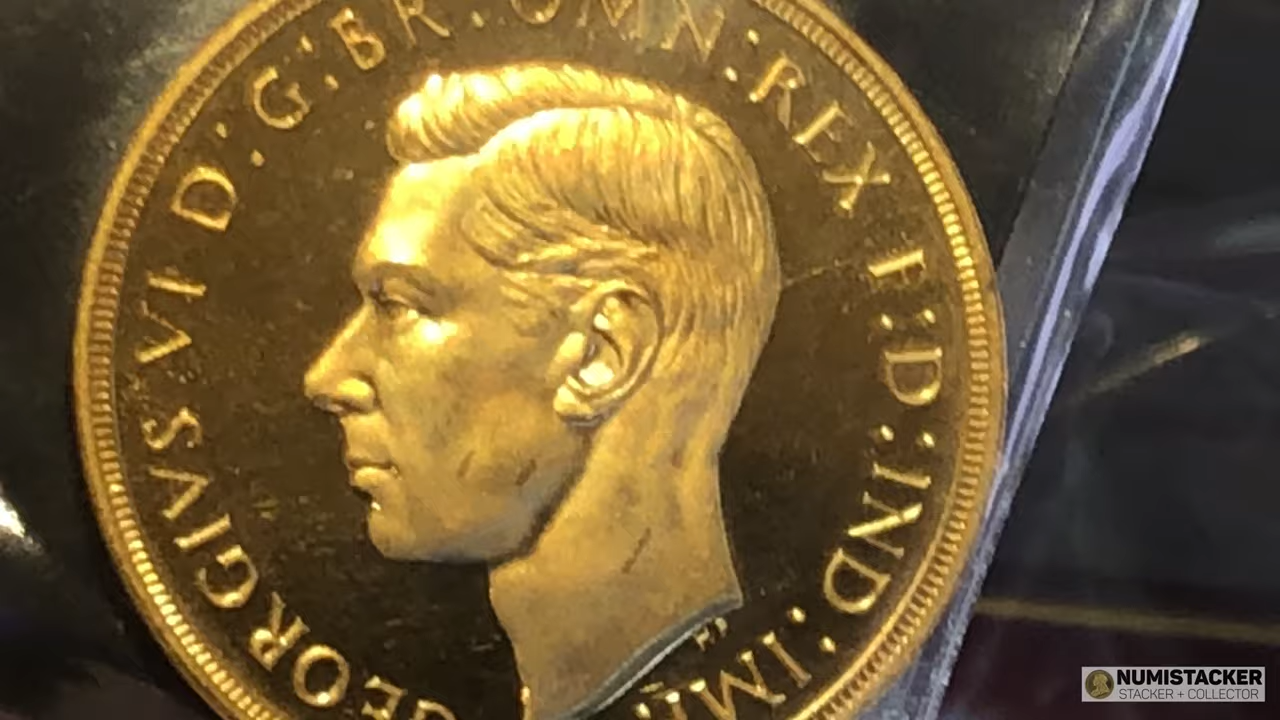 GEORGIVS VI D: G: BR: OMN: REX F: D: IND: IMP
NUMISTACKER
STACKER + COLLECTOR